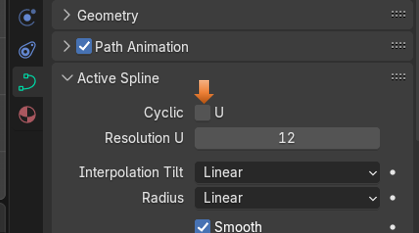 Geometry
Path Animation
Active Spline
Cyclic U
Resolution U 12
Interpolation Tilt Linear
Radius Linear
Smooth